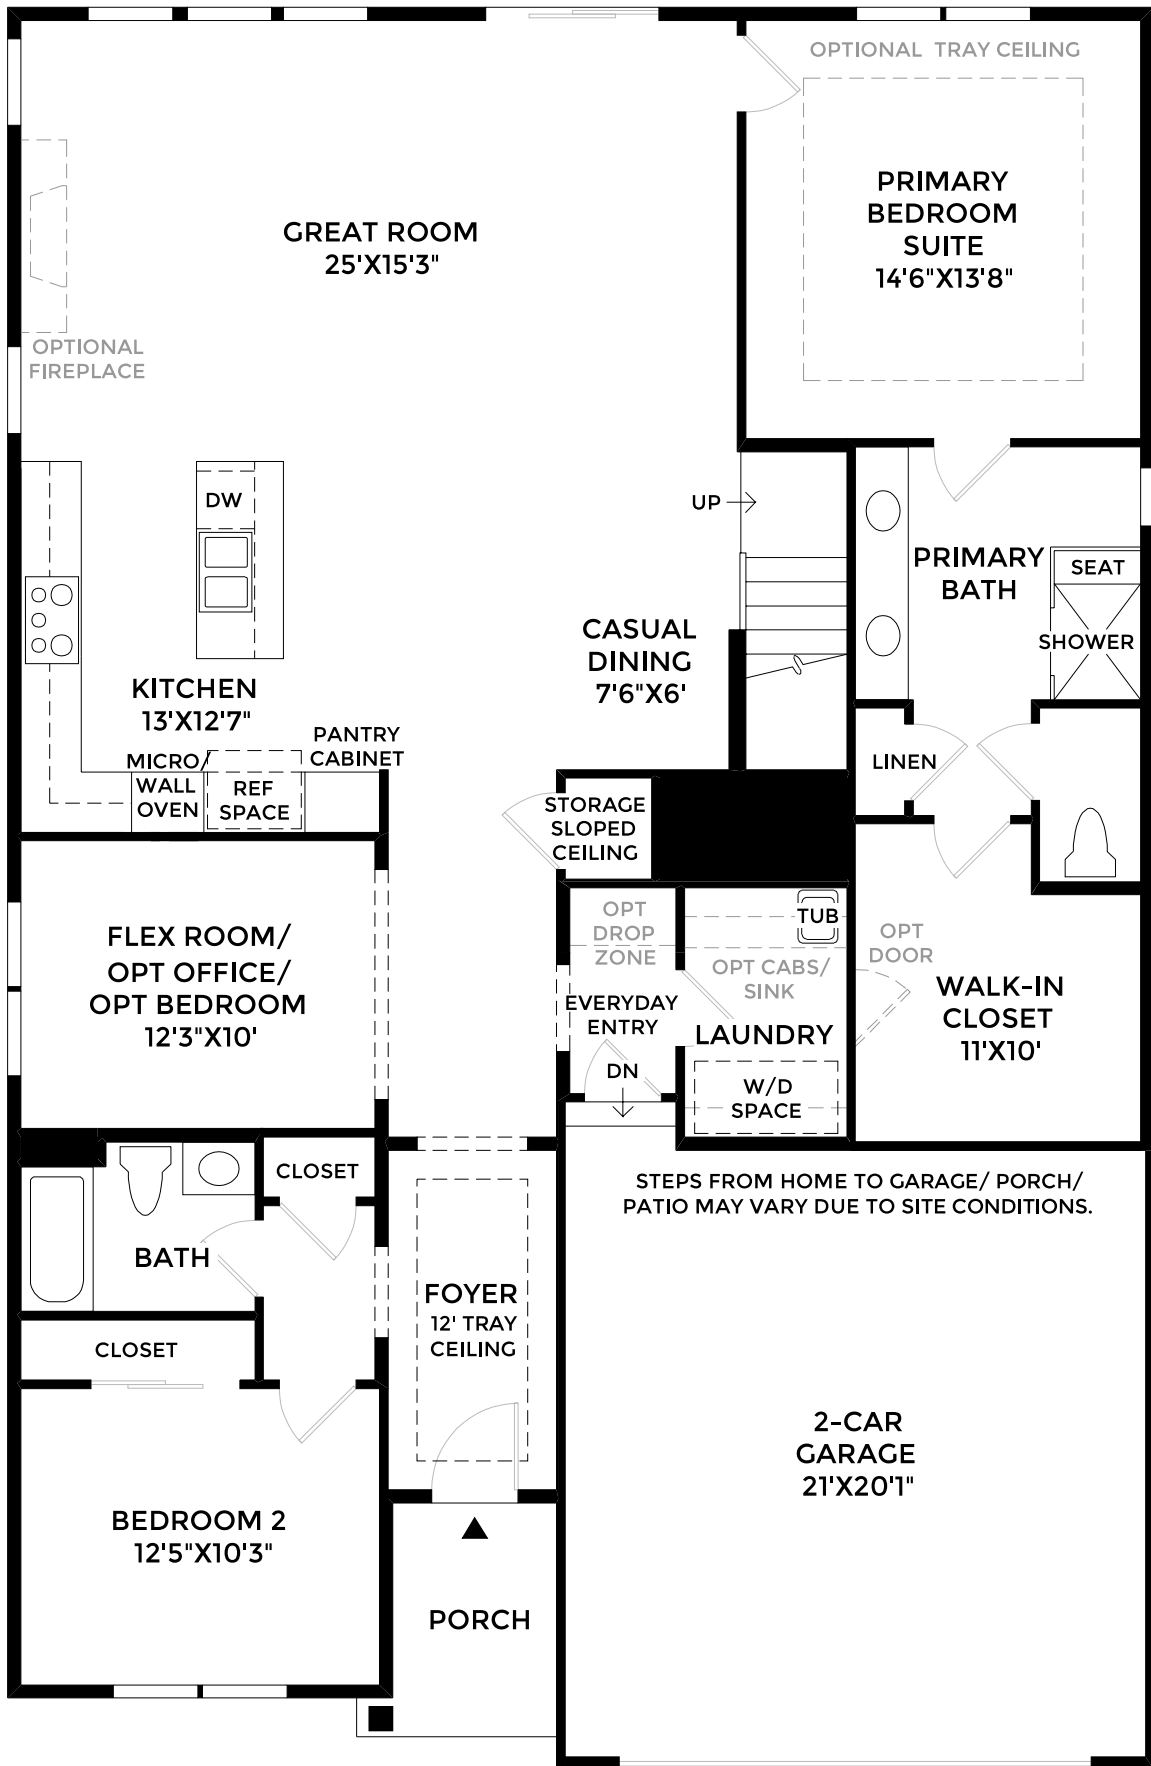 OPTIONAL TRAY CEILING
PRIMARY
BEDROOM
SUITE
14'6"X13'8"
GREAT ROOM
25'X15'3"
OPTIONAL
FIREPLACE
DW
UP
PRIMARY
BATH
SEAT
SHOWER
CASUAL
DINING
7'6"X6'
KITCHEN
13'X12'7"
PANTRY
CABINET
MICRO/
WALL
OVEN
REF
SPACE
LINEN
STORAGE
SLOPED
CEILING
FLEX ROOM/
OPT OFFICE/
OPT BEDROOM
12'3"X10'
OPT
DROP
ZONE
TUB
OPT CABS/
SINK
OPT
DOOR
EVERYDAY
ENTRY
LAUNDRY
WALK-IN
CLOSET
11'X10'
DN
W/D
SPACE
CLOSET
STEPS FROM HOME TO GARAGE/ PORCH/
PATIO MAY VARY DUE TO SITE CONDITIONS.
BATH
FOYER
12' TRAY
CEILING
CLOSET
2-CAR
GARAGE
21'X20'1"
BEDROOM 2
12'5"X10'3"
PORCH